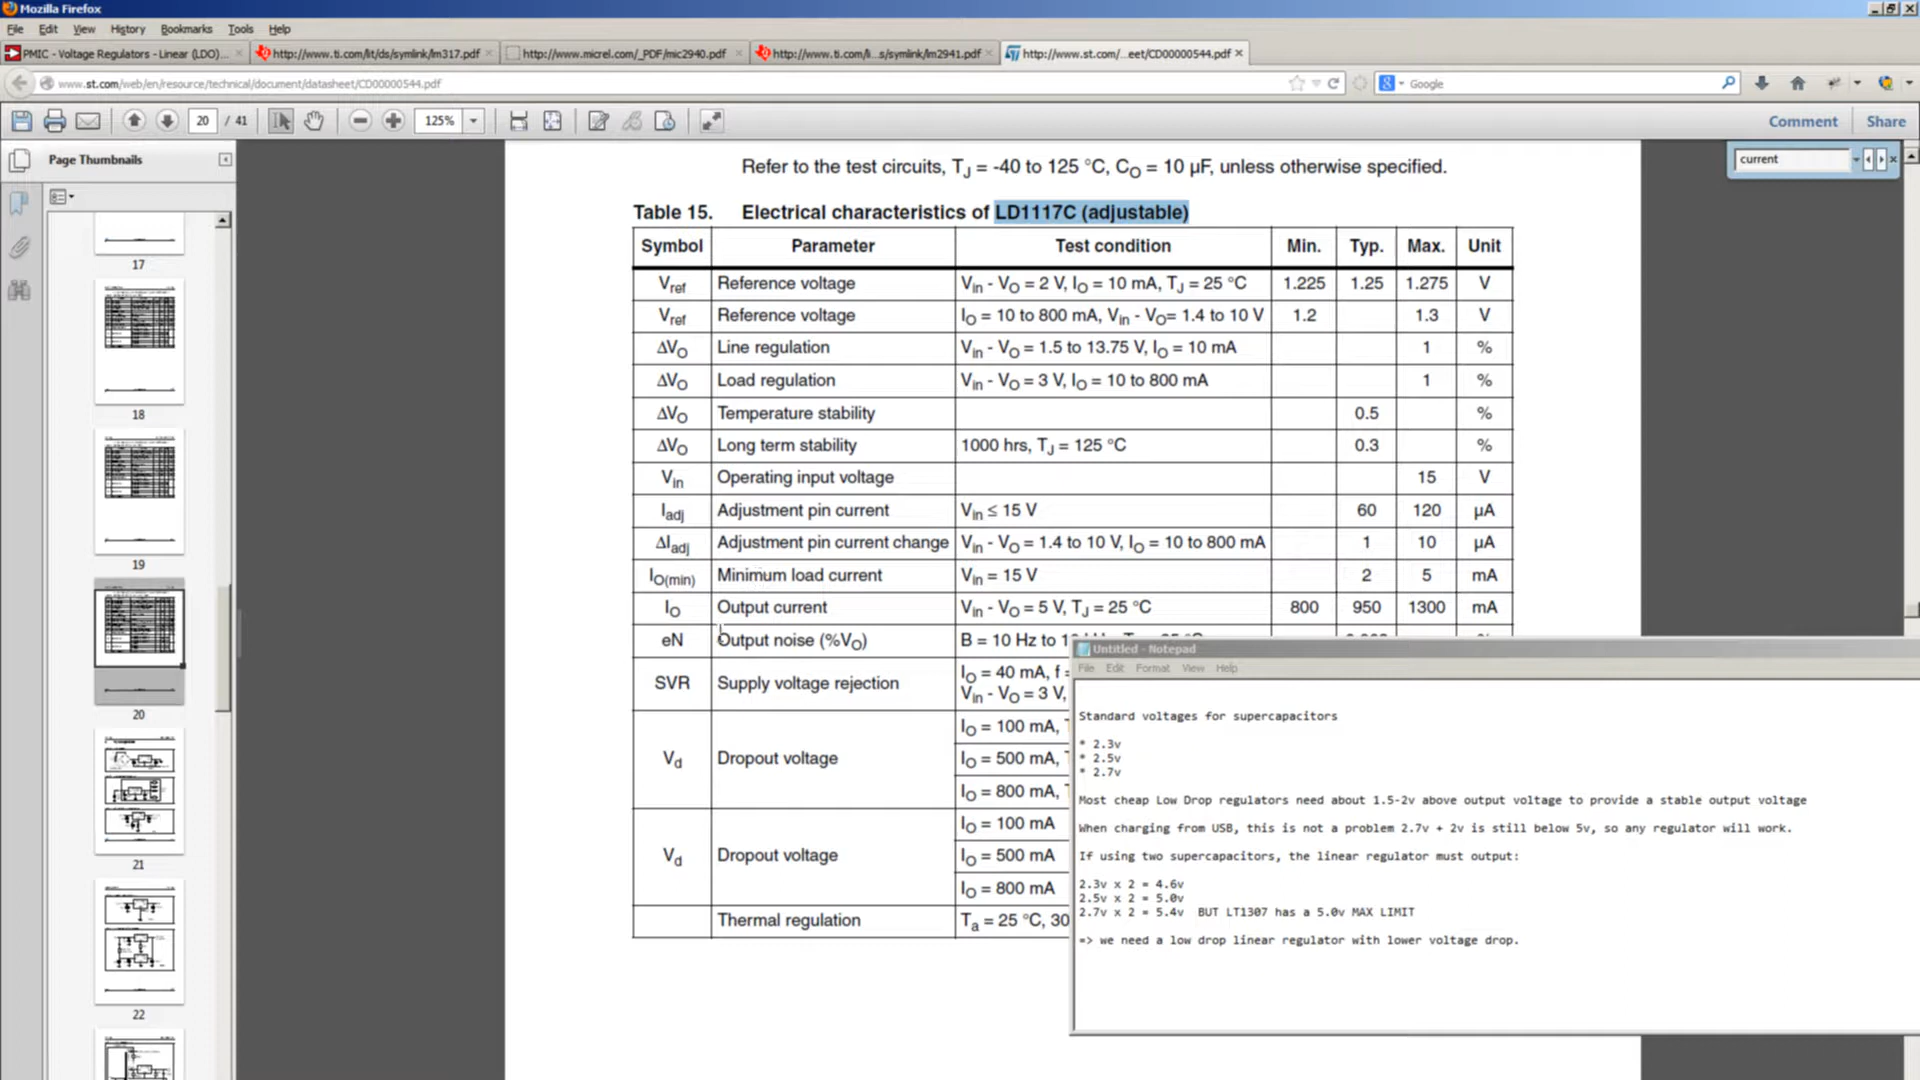 Mozilla Firefox
File Edit View History Bookmarks Tools Help
PMIC - Voltage Regulators - Linear (LDO)...
http://www.ti.com/lit/ds/symlink/lm317.pdf
http://www.micrel.com/_PDF/mic2940.pdf
http://www.ti.com/li...s/symlink/lm2941.pdf
http://www.st.com/...eet/CD00000544.pdf
www.st.com/web/en/resource/technical/document/datasheet/CD00000544.pdf
Google
20 / 41
125%
Comment Share
Page Thumbnails
current
17
18
19
20
21
22
Refer to the test circuits, TJ = -40 to 125 °C, CO = 10 µF, unless otherwise specified.
Table 15. Electrical characteristics of LD1117C (adjustable)
Symbol Parameter Test condition Min. Typ. Max. Unit
Vref Reference voltage Vin - VO = 2 V, IO = 10 mA, TJ = 25 °C 1.225 1.25 1.275 V
Vref Reference voltage IO = 10 to 800 mA, Vin - VO= 1.4 to 10 V 1.2 1.3 V
ΔVO Line regulation Vin - VO = 1.5 to 13.75 V, IO = 10 mA 1 %
ΔVO Load regulation Vin - VO = 3 V, IO = 10 to 800 mA 1 %
ΔVO Temperature stability 0.5 %
ΔVO Long term stability 1000 hrs, TJ = 125 °C 0.3 %
Vin Operating input voltage 15 V
Iadj Adjustment pin current Vin ≤ 15 V 60 120 µA
ΔIadj Adjustment pin current change Vin - VO = 1.4 to 10 V, IO = 10 to 800 mA 1 10 µA
IO(min) Minimum load current Vin = 15 V 2 5 mA
IO Output current Vin - VO = 5 V, TJ = 25 °C 800 950 1300 mA
eN Output noise (%VO) B = 10 Hz to
SVR Supply voltage rejection IO = 40 mA, f =
Vin - VO = 3 V,
Vd Dropout voltage IO = 100 mA,
IO = 500 mA,
IO = 800 mA,
Vd Dropout voltage IO = 100 mA
IO = 500 mA
IO = 800 mA
Thermal regulation Ta = 25 °C, 30
Untitled - Notepad
File Edit Format View Help
Standard voltages for supercapacitors
* 2.3v
* 2.5v
* 2.7v
Most cheap Low Drop regulators need about 1.5-2v above output voltage to provide a stable output voltage
When charging from USB, this is not a problem 2.7v + 2v is still below 5v, so any regulator will work.
If using two supercapacitors, the linear regulator must output:
2.3v x 2 = 4.6v
2.5v x 2 = 5.0v
2.7v x 2 = 5.4v BUT LT1307 has a 5.0v MAX LIMIT
=> we need a low drop linear regulator with lower voltage drop.